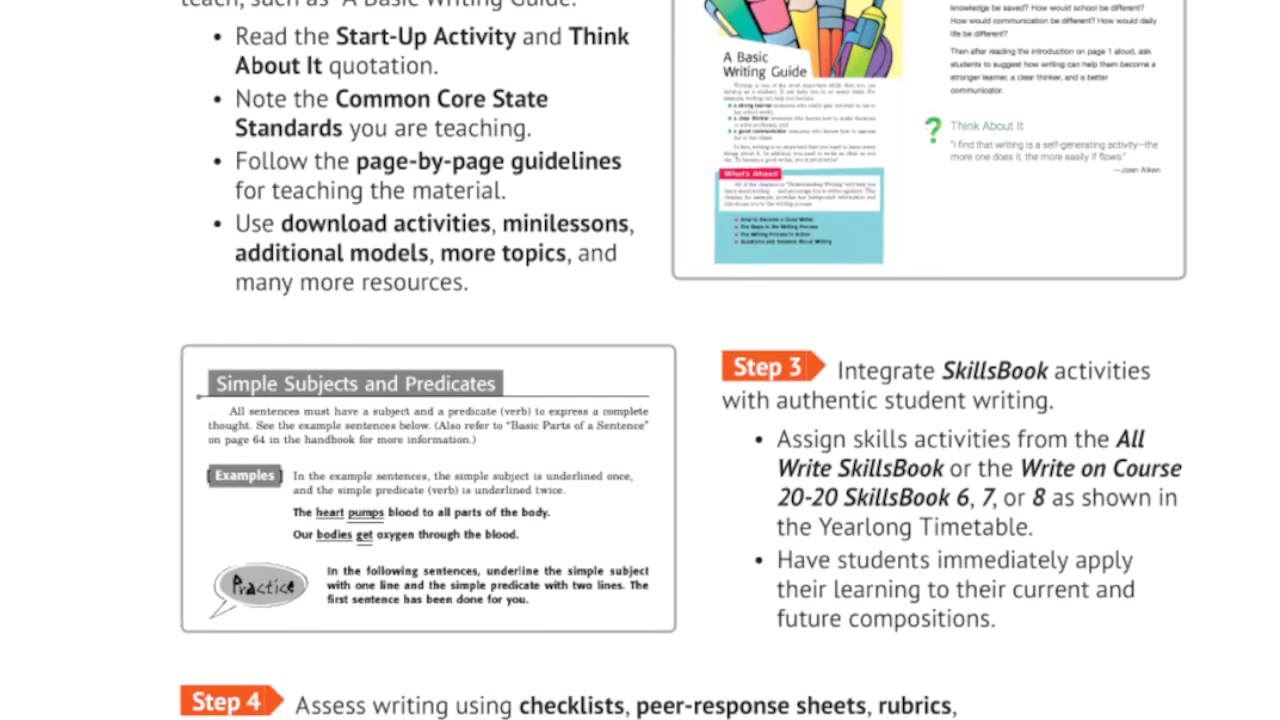 teach, such as "A Basic Writing Guide."
• Read the Start-Up Activity and Think
About It quotation.
• Note the Common Core State
Standards you are teaching.
• Follow the page-by-page guidelines
for teaching the material.
• Use download activities, minilessons,
additional models, more topics, and
many more resources.
A Basic
Writing Guide
What's Ahead
knowledge be saved? How would school be different?
How would communication be different? How would daily
life be different?
Then after reading the introduction on page 1 aloud, ask
students to suggest how writing can help them become a
stronger learner, a clear thinker, and a better
communicator.
? Think About It
"I find that writing is a self-generating activity—the
more one does it, the more easily if flows."
—Joan Aiken
Simple Subjects and Predicates
All sentences must have a subject and a predicate (verb) to express a complete
thought. See the example sentences below. (Also refer to "Basic Parts of a Sentence"
on page 64 in the handbook for more information.)
Examples In the example sentences, the simple subject is underlined once,
and the simple predicate (verb) is underlined twice.
The heart pumps blood to all parts of the body.
Our bodies get oxygen through the blood.
Practice In the following sentences, underline the simple subject
with one line and the simple predicate with two lines. The
first sentence has been done for you.
Step 3 Integrate SkillsBook activities
with authentic student writing.
• Assign skills activities from the All
Write SkillsBook or the Write on Course
20-20 SkillsBook 6, 7, or 8 as shown in
the Yearlong Timetable.
• Have students immediately apply
their learning to their current and
future compositions.
Step 4 Assess writing using checklists, peer-response sheets, rubrics,